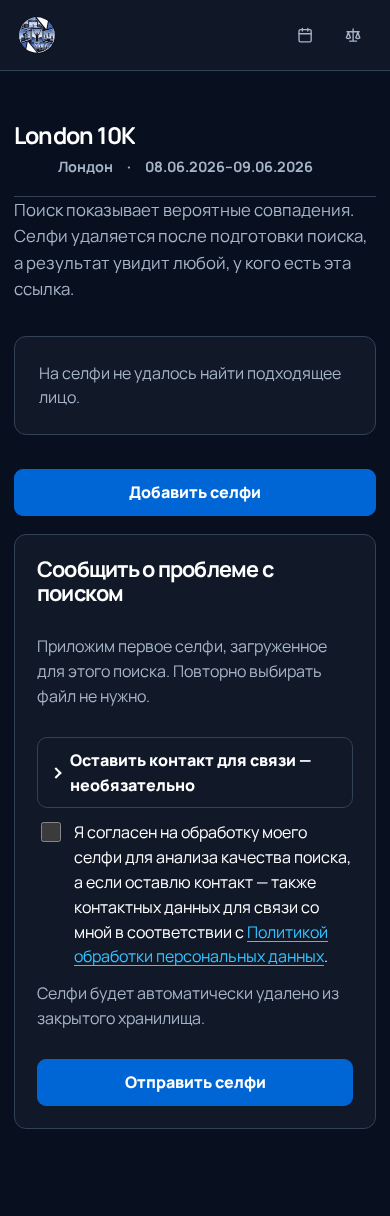 London 10K
Лондон · 08.06.2026–09.06.2026
Поиск показывает вероятные совпадения.
Селфи удаляется после подготовки поиска,
а результат увидит любой, у кого есть эта
ссылка.
На селфи не удалось найти подходящее
лицо.
Добавить селфи
Сообщить о проблеме с
поиском
Приложим первое селфи, загруженное
для этого поиска. Повторно выбирать
файл не нужно.
Оставить контакт для связи —
необязательно
Я согласен на обработку моего
селфи для анализа качества поиска,
а если оставлю контакт — также
контактных данных для связи со
мной в соответствии с Политикой
обработки персональных данных.
Селфи будет автоматически удалено из
закрытого хранилища.
Отправить селфи